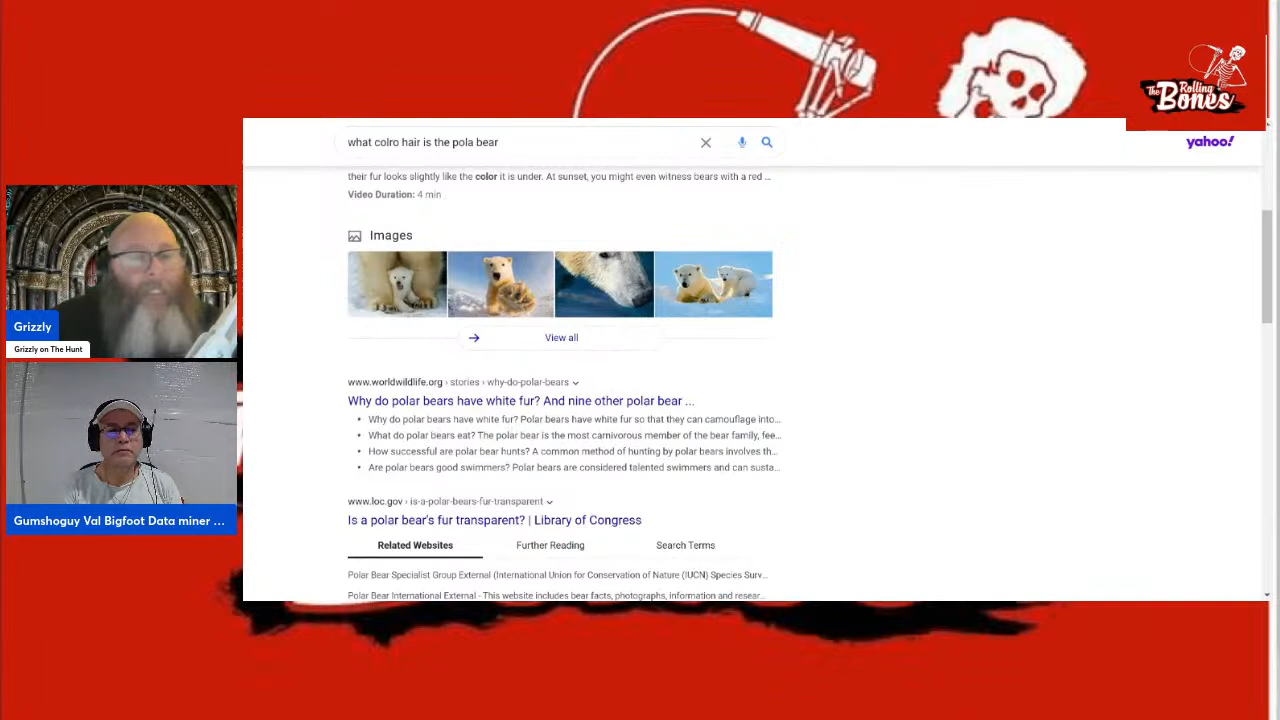 The Rolling Bones
what colro hair is the pola bear
yahoo!
their fur looks slightly like the color it is under. At sunset, you might even witness bears with a red ...
Video Duration: 4 min
Images
View all
www.worldwildlife.org › stories › why-do-polar-bears
Why do polar bears have white fur? And nine other polar bear ...
• Why do polar bears have white fur? Polar bears have white fur so that they can camouflage into...
• What do polar bears eat? The polar bear is the most carnivorous member of the bear family, fee...
• How successful are polar bear hunts? A common method of hunting by polar bears involves th...
• Are polar bears good swimmers? Polar bears are considered talented swimmers and can susta...
www.loc.gov › is-a-polar-bears-fur-transparent
Is a polar bear's fur transparent? | Library of Congress
Related Websites Further Reading Search Terms
Polar Bear Specialist Group External (International Union for Conservation of Nature (IUCN) Species Surv...
Polar Bear International External - This website includes bear facts, photographs, information and resear...
Grizzly
Grizzly on The Hunt
Gumshoguy Val Bigfoot Data miner ...